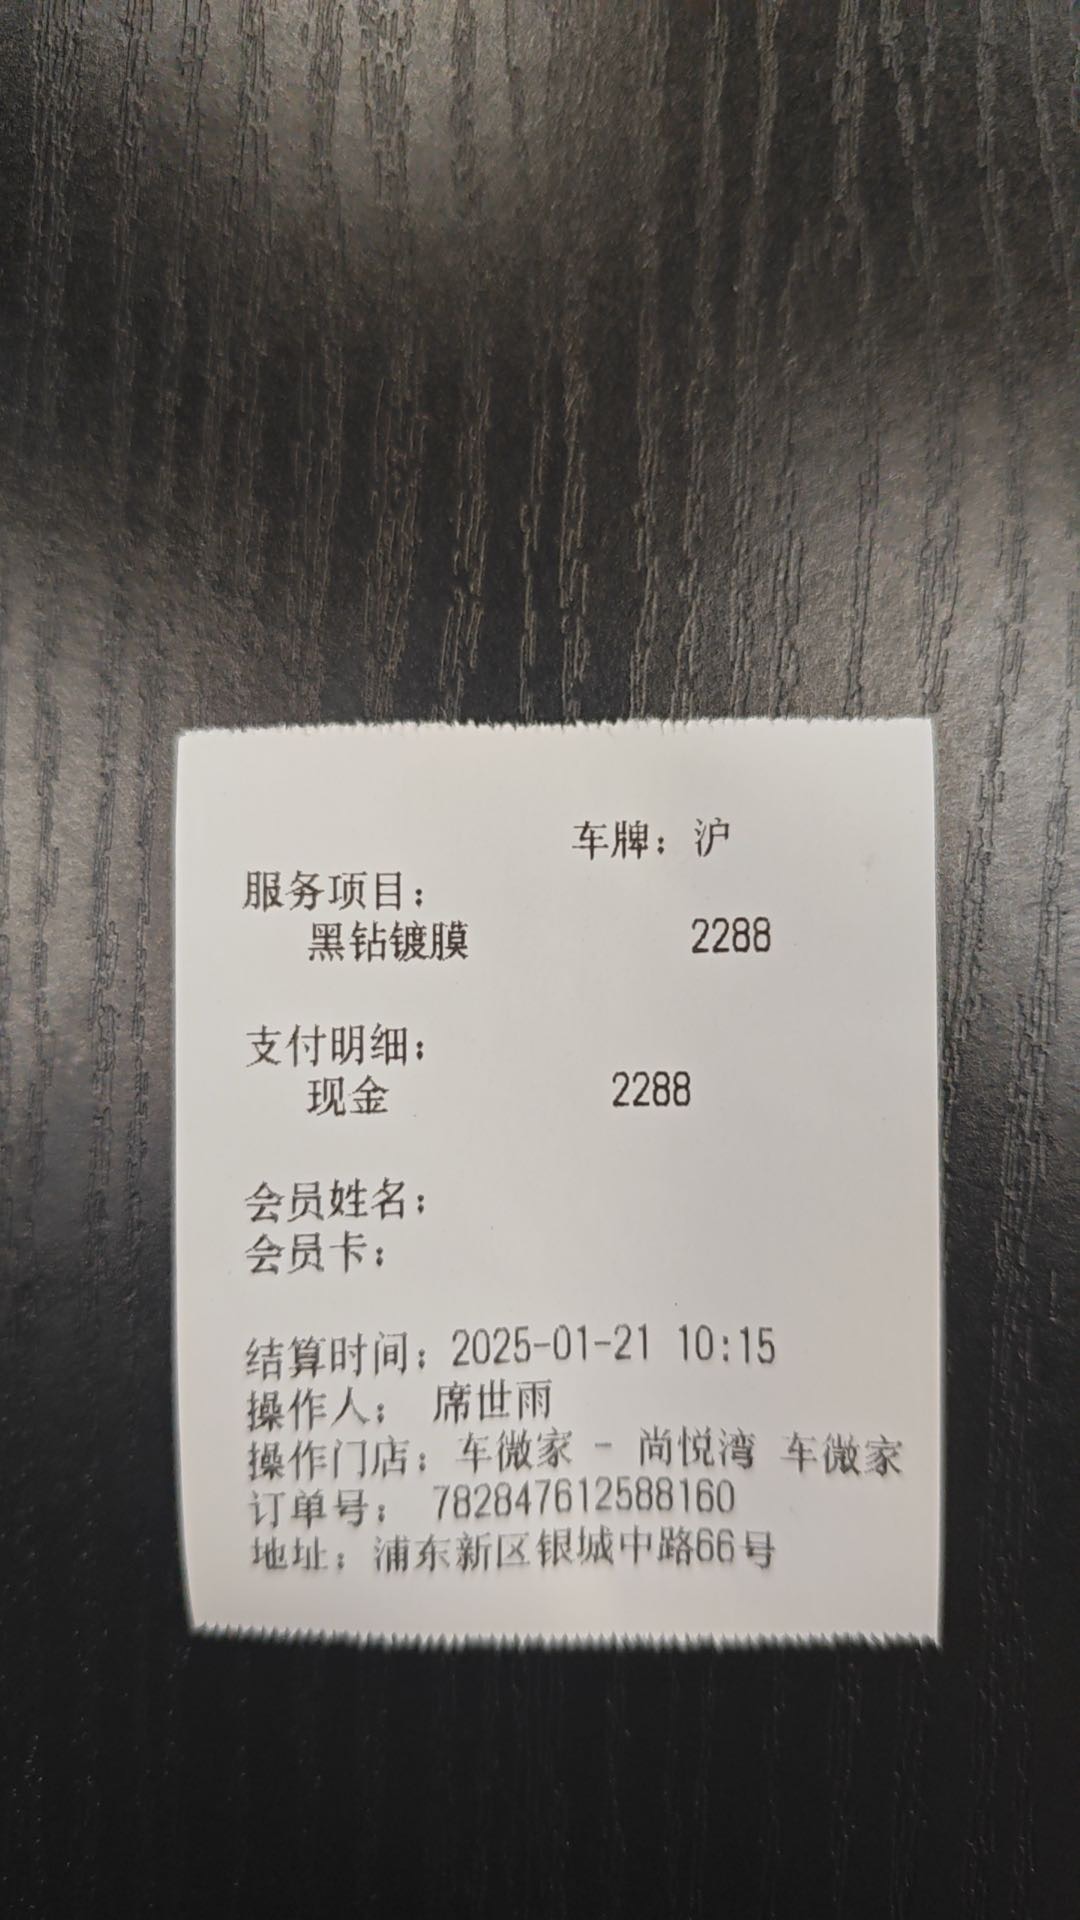 车牌：沪
服务项目：
黑钻镀膜 2288
支付明细：
现金 2288
会员姓名：
会员卡：
结算时间：2025-01-21 10:15
操作人： 席世雨
操作门店：车微家 - 尚悦湾 车微家
订单号： 782847612588160
地址：浦东新区银城中路66号